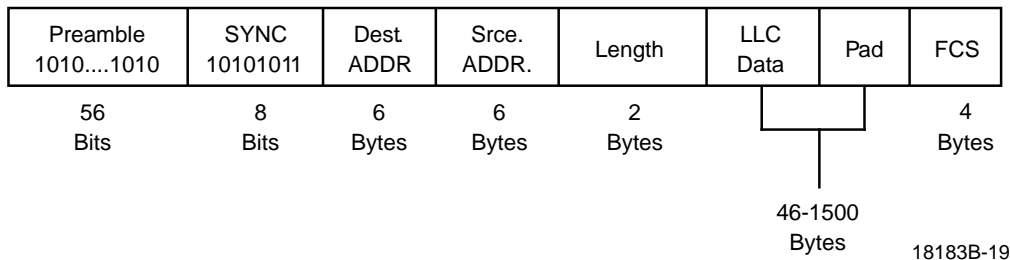 Preamble
1010....1010
SYNC
10101011
Dest.
ADDR
Srce.
ADDR.
Length
LLC
Data
Pad
FCS
56
Bits
8
Bits
6
Bytes
6
Bytes
2
Bytes
4
Bytes
46-1500
Bytes
18183B-19